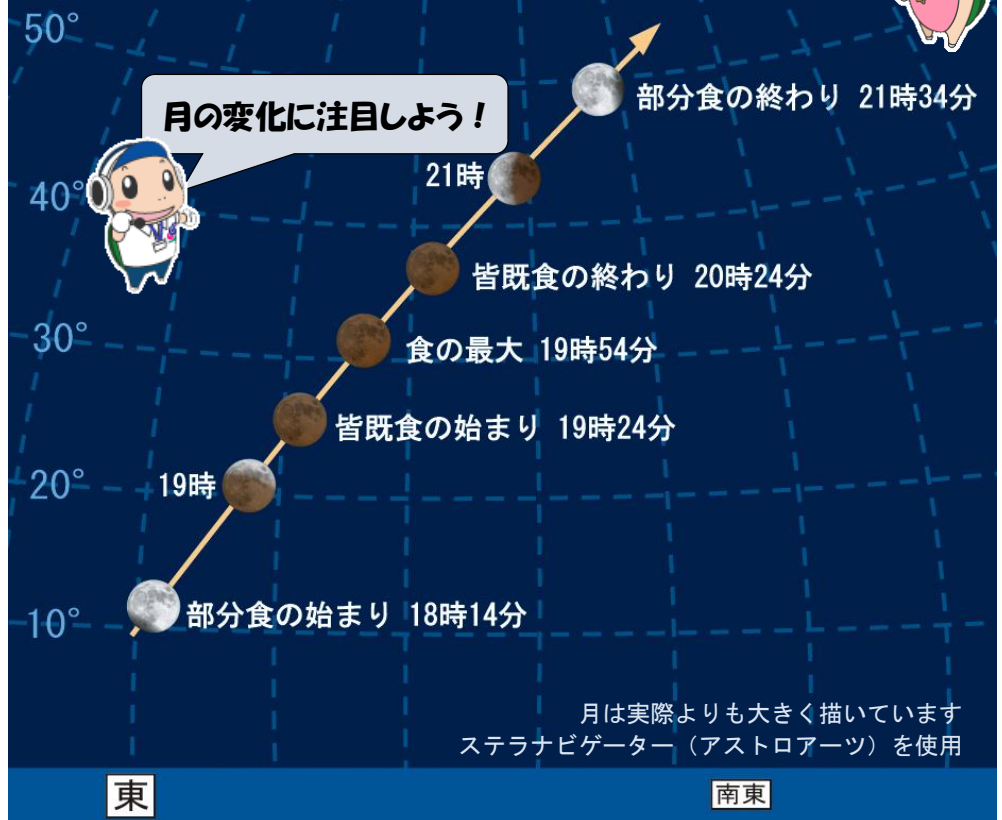 50°
部分食の終わり 21時34分
月の変化に注目しよう！
21時
40°
皆既食の終わり 20時24分
30°
食の最大 19時54分
皆既食の始まり 19時24分
20°
19時
10°
部分食の始まり 18時14分
月は実際よりも大きく描いています
ステラナビゲーター（アストロアーツ）を使用
東
南東